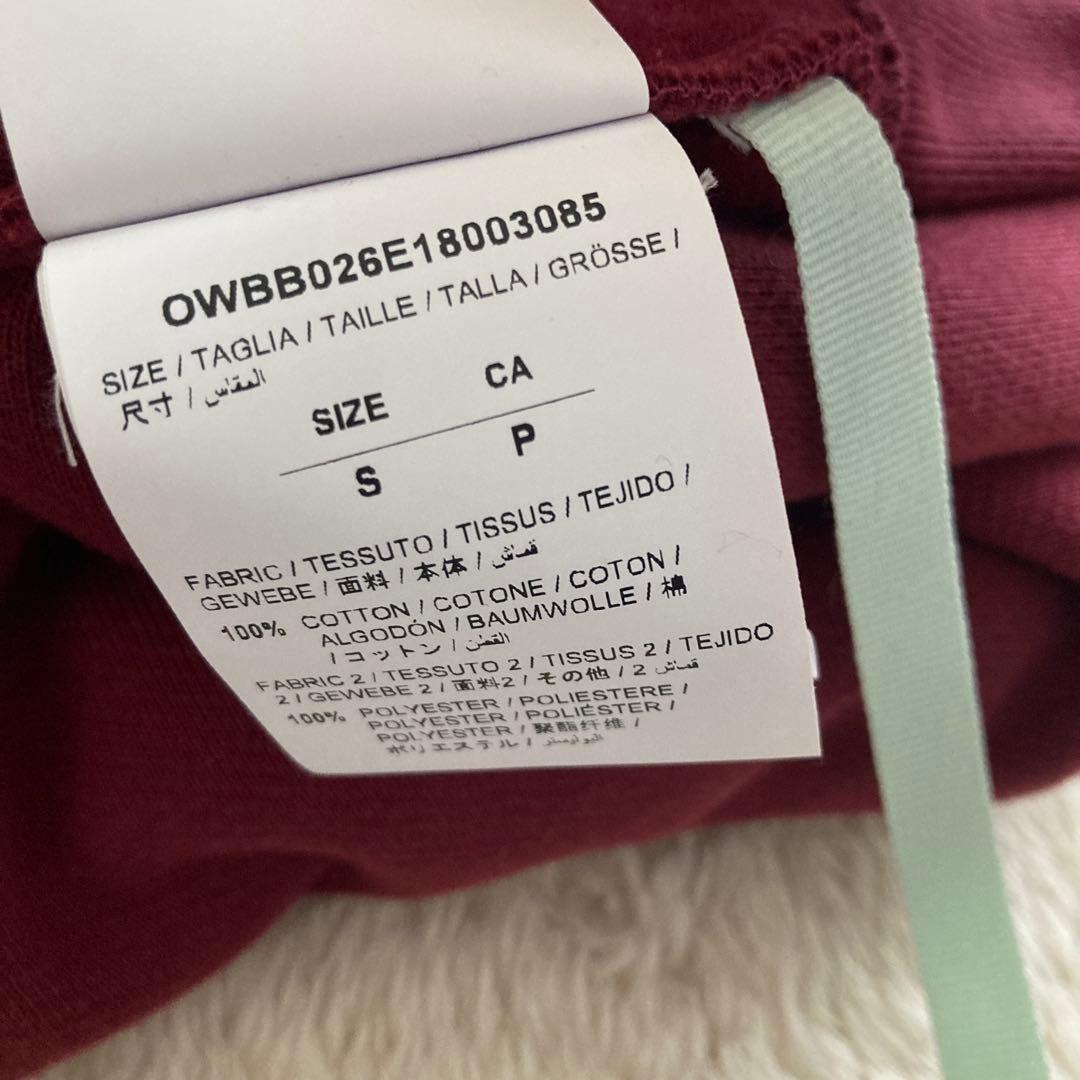 OWBB026E18003085
SIZE / TAGLIA / TAILLE / TALLA / GRÖSSE /
尺寸 / المقاس
SIZE CA
S P
FABRIC / TESSUTO / TISSUS / TEJIDO /
GEWEBE / 面料 / 本体 / قماش
100% COTTON / COTONE / COTON /
ALGODÓN / BAUMWOLLE / 棉
/ コットン / القطن
FABRIC 2 / TESSUTO 2 / TISSUS 2 / TEJIDO
2 / GEWEBE 2 / 面料2 / その他 / 2 قماش
100% POLYESTER / POLIESTERE /
POLYESTER / POLIÉSTER /
POLYESTER / 聚酯纤维 /
ポリエステル / البوليستر